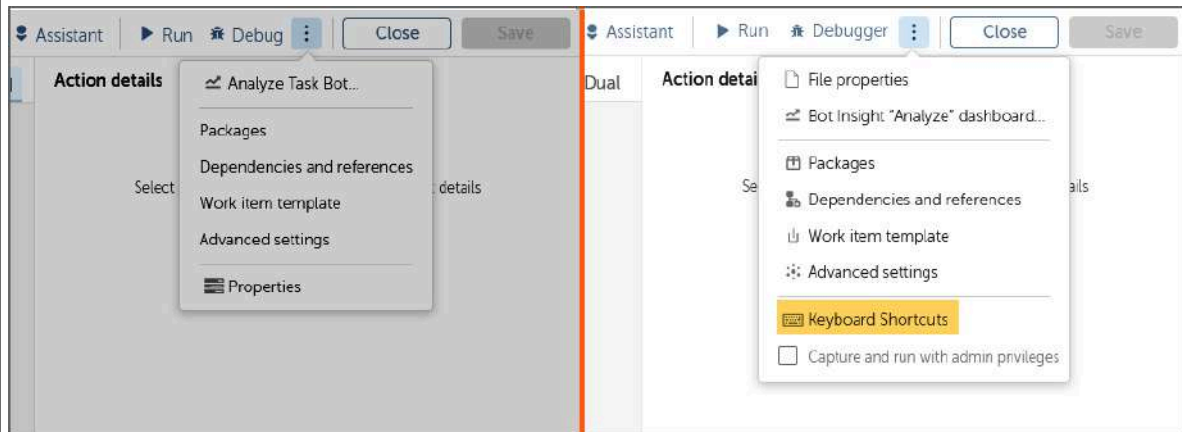 Assistant Run Debug Close Save
Action details
Analyze Task Bot...
Packages
Dependencies and references
Select details
Work item template
Advanced settings
Properties
Assistant Run Debugger Close Save
Dual Action detai
File properties
Bot Insight "Analyze" dashboard...
Packages
Se ails
Dependencies and references
Work item template
Advanced settings
Keyboard Shortcuts
Capture and run with admin privileges